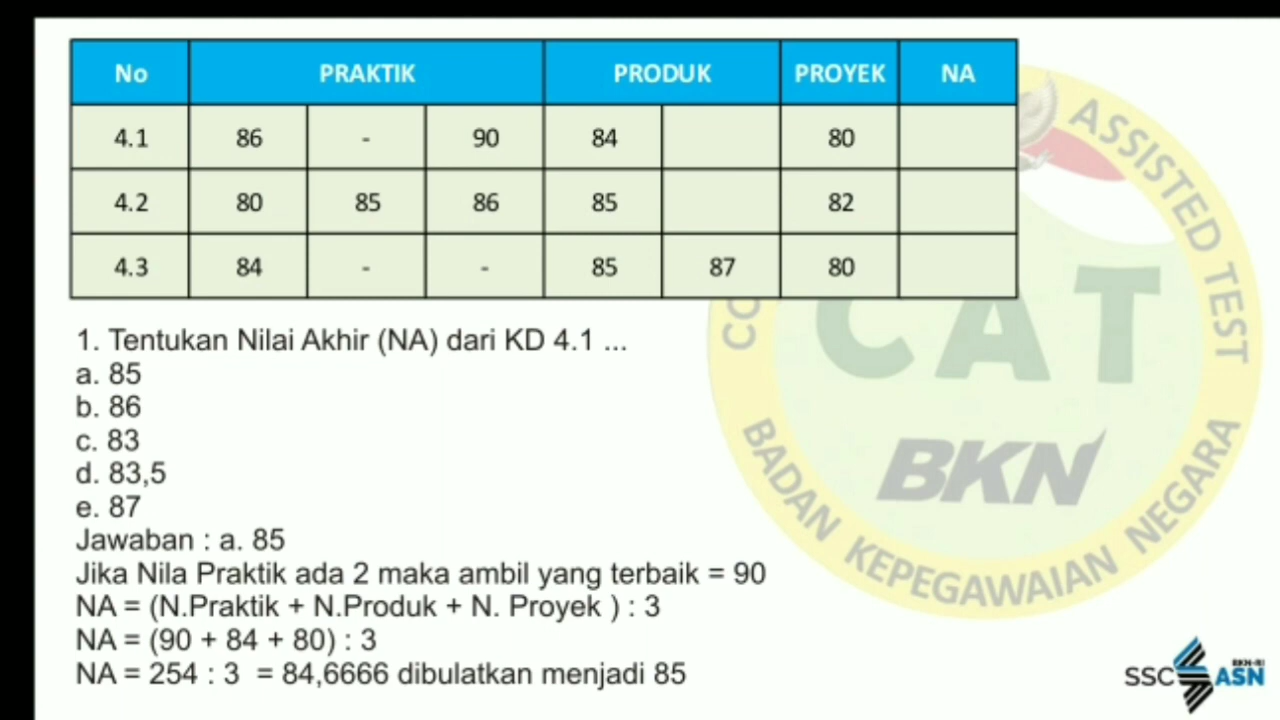 No PRAKTIK PRODUK PROYEK NA
4.1 86 - 90 84 80
4.2 80 85 86 85 82
4.3 84 - - 85 87 80
1. Tentukan Nilai Akhir (NA) dari KD 4.1 ...
a. 85
b. 86
c. 83
d. 83,5
e. 87
Jawaban : a. 85
Jika Nila Praktik ada 2 maka ambil yang terbaik = 90
NA = (N.Praktik + N.Produk + N. Proyek ) : 3
NA = (90 + 84 + 80) : 3
NA = 254 : 3 = 84,6666 dibulatkan menjadi 85
CO
ASSISTED TEST
CAT
BKN
BADAN KEPEGAWAIAN NEGARA
BKN-RI
SSC ASN